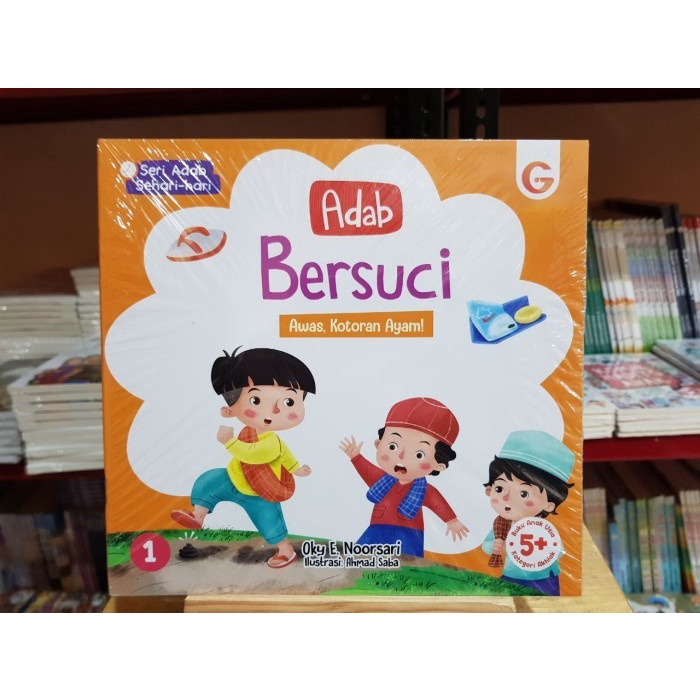 Seri Adab
Sehari-hari
G
Adab
Bersuci
Awas, Kotoran Ayam!
1
Oky E. Noorsari
Ilustrasi: Ahmad Saba
Buku Anak Usia
5+
Kategori Akhlak